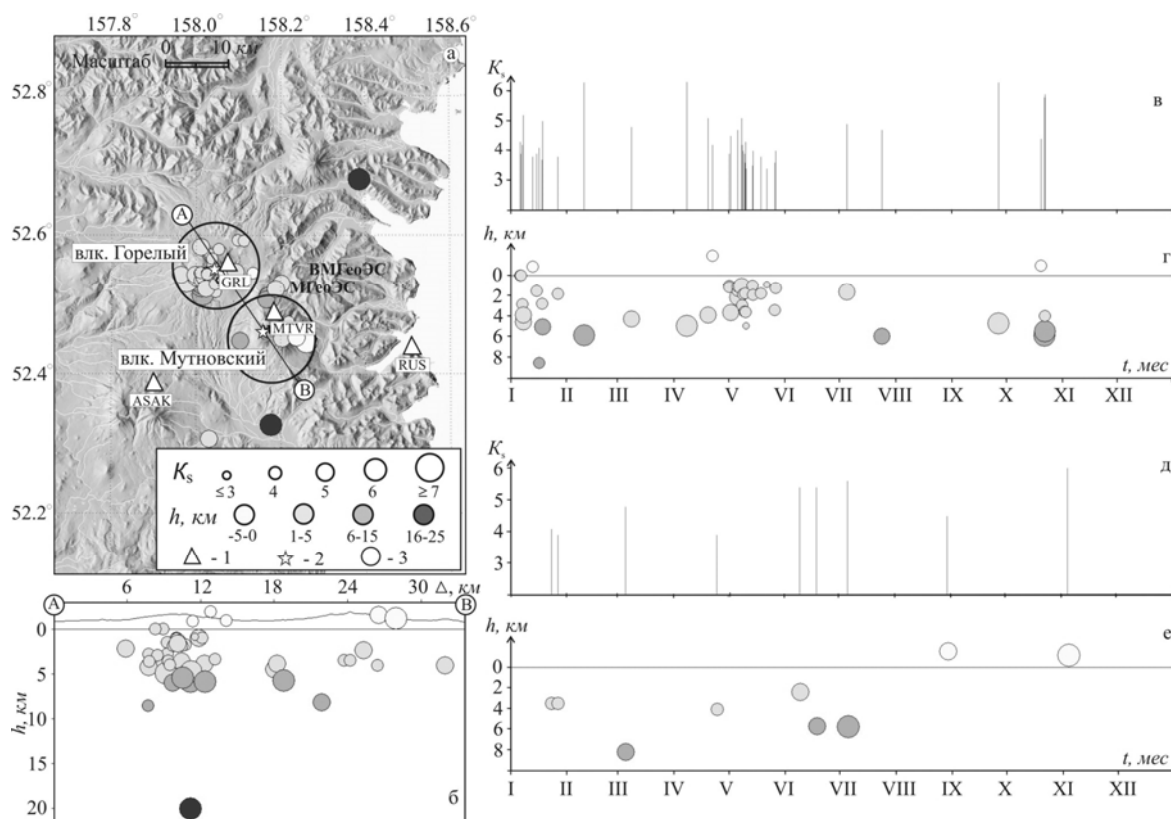 157.8° 158.0° 158.2° 158.4° 158.6°
Масштаб 0 10 км
а
52.8°
52.6°
52.4°
52.2°
А
влк. Горелый
GRL
ВМГеоЭС
МГеоЭС
MTVR
влк. Мутновский
RUS
ASAK
В
Ks
≤3 4 5 6 ≥7
h, км
-5-0 1-5 6-15 16-25
- 1 - 2 - 3
А 6 12 18 24 30 Δ, км В
0
5
10
15
20
h, км
б
Ks
в
6
5
4
3
h, км
г
0
2
4
6
8
t, мес
I II III IV V VI VII VIII IX X XI XII
Ks
д
6
5
4
3
h, км
е
0
2
4
6
8
t, мес
I II III IV V VI VII VIII IX X XI XII